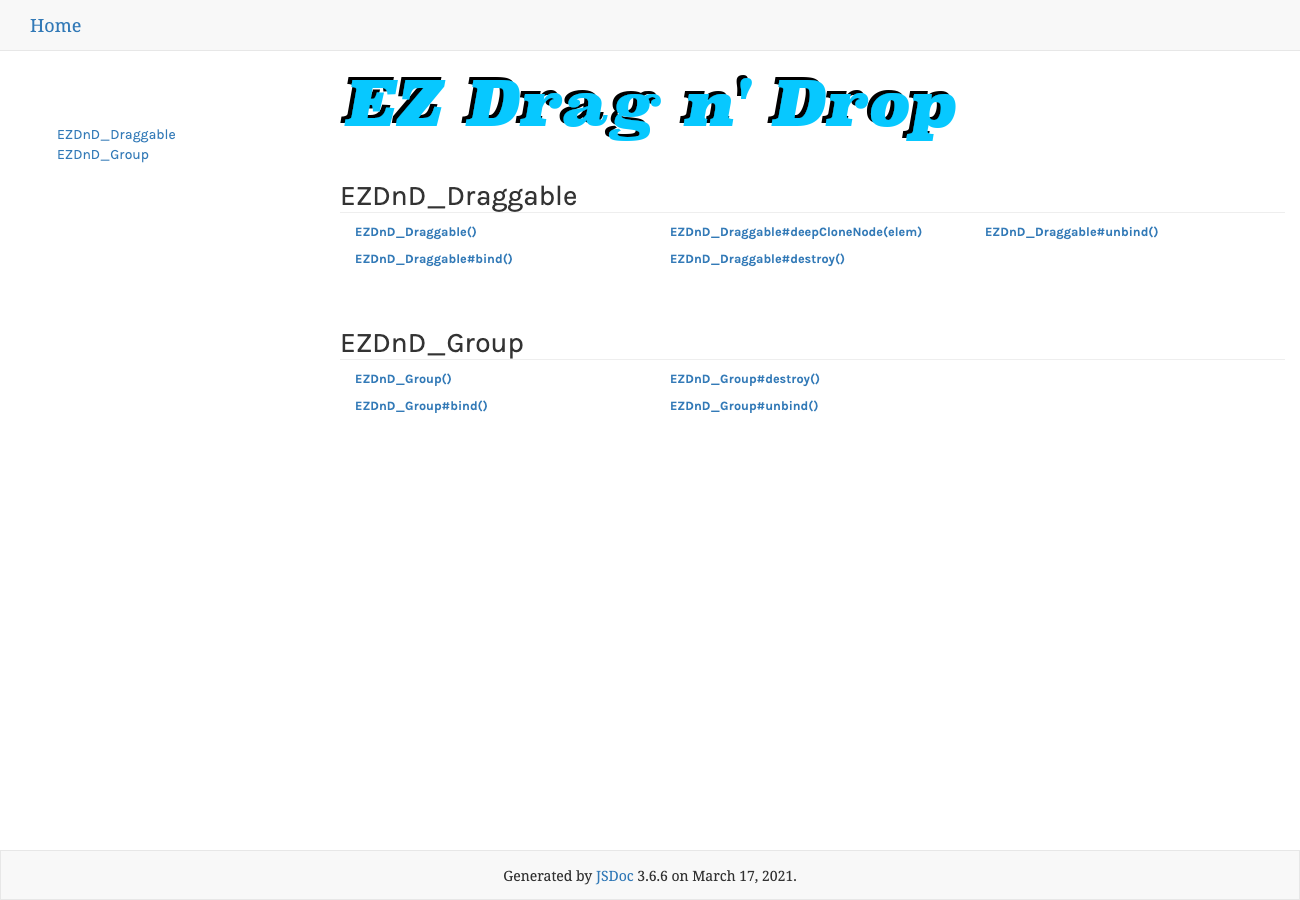 Home
EZ Drag n' Drop
EZDnD_Draggable
EZDnD_Group
EZDnD_Draggable
EZDnD_Draggable() EZDnD_Draggable#deepCloneNode(elem) EZDnD_Draggable#unbind()
EZDnD_Draggable#bind() EZDnD_Draggable#destroy()
EZDnD_Group
EZDnD_Group() EZDnD_Group#destroy()
EZDnD_Group#bind() EZDnD_Group#unbind()
Generated by JSDoc 3.6.6 on March 17, 2021.